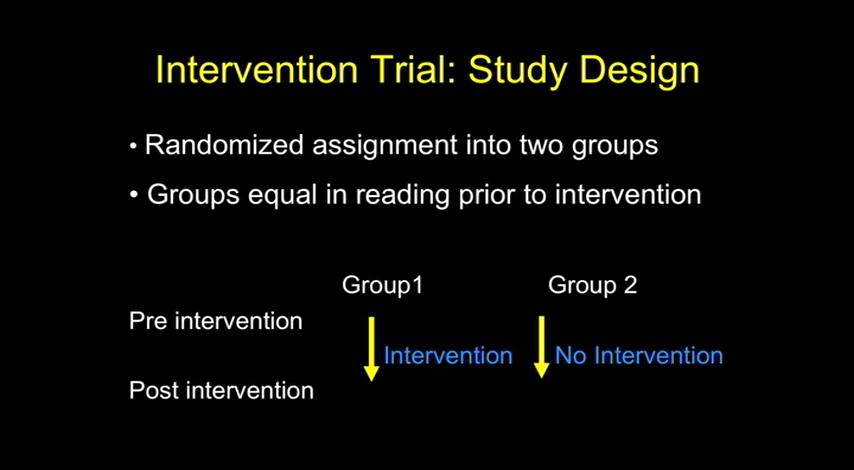 Intervention Trial: Study Design
• Randomized assignment into two groups
• Groups equal in reading prior to intervention
Group1 Group 2
Pre intervention
Intervention No Intervention
Post intervention